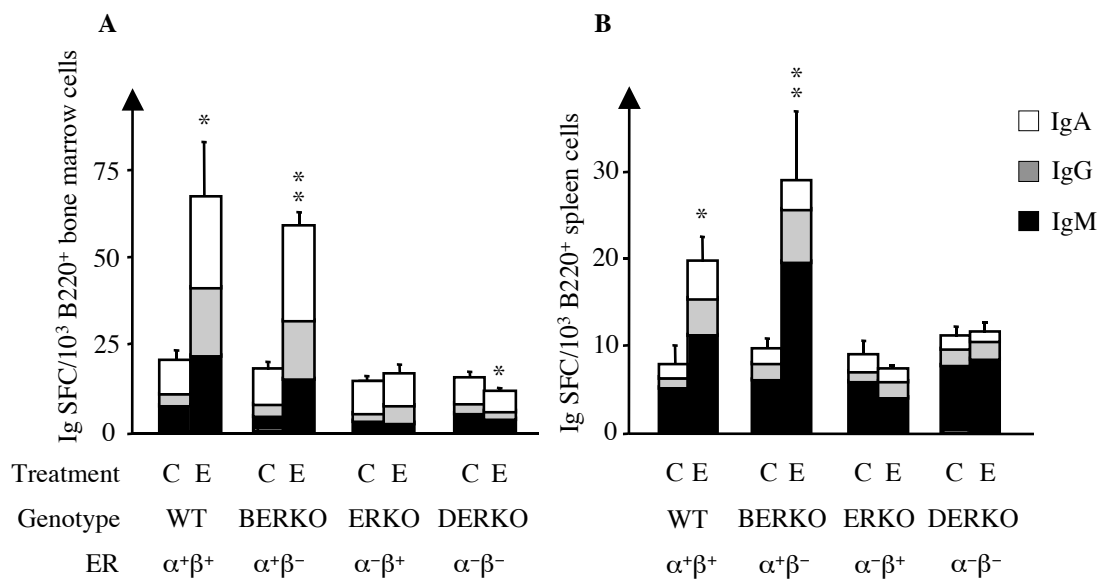 A
Ig SFC/10³ B220⁺ bone marrow cells
75
50
25
0
*
*
*
*
Treatment C E C E C E C E
Genotype WT BERKO ERKO DERKO
ER α⁺β⁺ α⁺β⁻ α⁻β⁺ α⁻β⁻
B
Ig SFC/10³ B220⁺ spleen cells
30
20
10
0
*
*
*
C E C E C E C E
WT BERKO ERKO DERKO
α⁺β⁺ α⁺β⁻ α⁻β⁺ α⁻β⁻
IgA
IgG
IgM